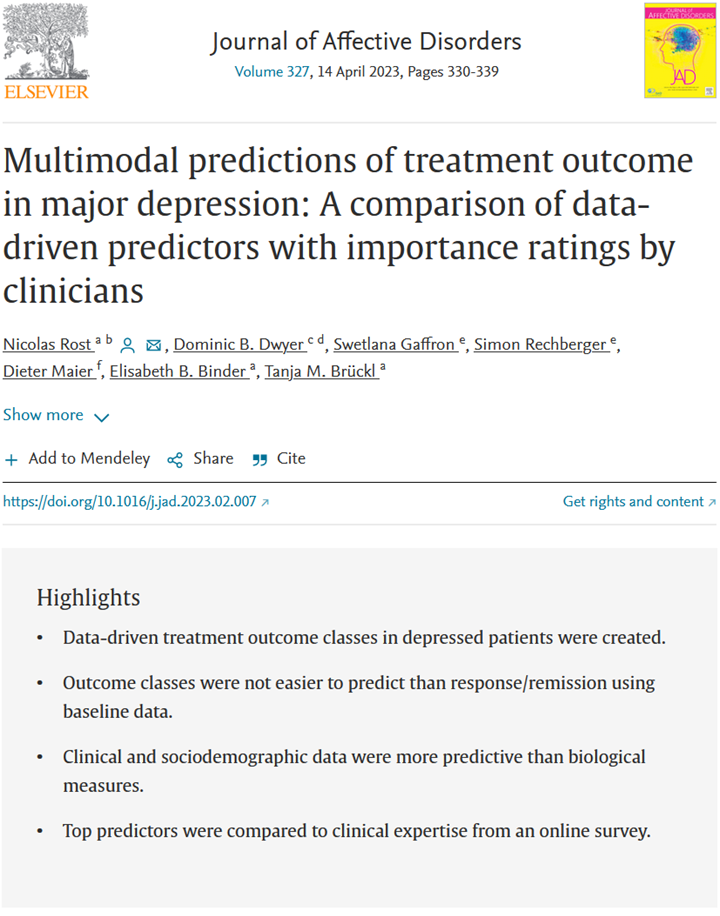 ELSEVIER
Journal of Affective Disorders
Volume 327, 14 April 2023, Pages 330-339
JOURNAL OF
AFFECTIVE DISORDERS
JAD
Multimodal predictions of treatment outcome
in major depression: A comparison of data-
driven predictors with importance ratings by
clinicians
Nicolas Rost a b , Dominic B. Dwyer c d, Swetlana Gaffron e, Simon Rechberger e,
Dieter Maier f, Elisabeth B. Binder a, Tanja M. Brückl a
Show more
+ Add to Mendeley Share Cite
https://doi.org/10.1016/j.jad.2023.02.007 ↗ Get rights and content ↗
Highlights
• Data-driven treatment outcome classes in depressed patients were created.
• Outcome classes were not easier to predict than response/remission using
baseline data.
• Clinical and sociodemographic data were more predictive than biological
measures.
• Top predictors were compared to clinical expertise from an online survey.